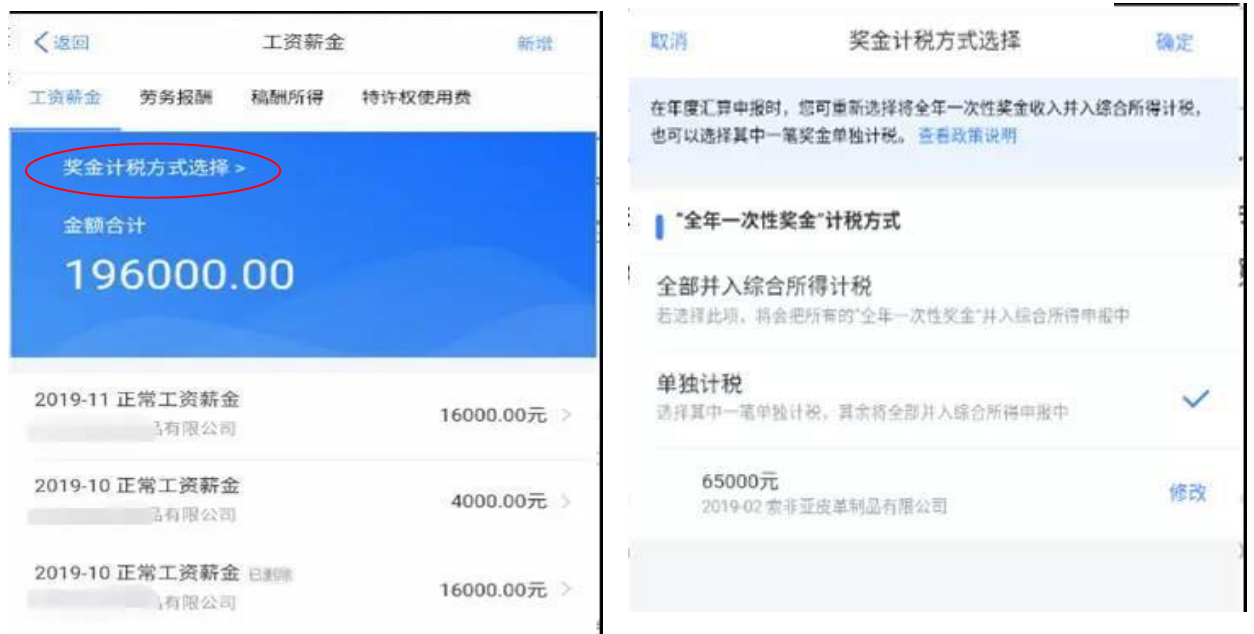 返回
工资薪金
新增
工资薪金 劳务报酬 稿酬所得 特许权使用费
奖金计税方式选择 >
金额合计
196000.00
2019-11 正常工资薪金
有限公司
16000.00元 >
2019-10 正常工资薪金
有限公司
4000.00元 >
2019-10 正常工资薪金 已删除
有限公司
16000.00元 >
取消
奖金计税方式选择
确定
在年度汇算申报时，您可重新选择将全年一次性奖金收入并入综合所得计税，
也可以选择其中一笔奖金单独计税。 查看政策说明
"全年一次性奖金"计税方式
全部并入综合所得计税
若选择此项，将会把所有的"全年一次性奖金"并入综合所得申报中
单独计税
选择其中一笔单独计税，其余将全部并入综合所得申报中
65000元
2019-02 索菲亚皮革制品有限公司
修改